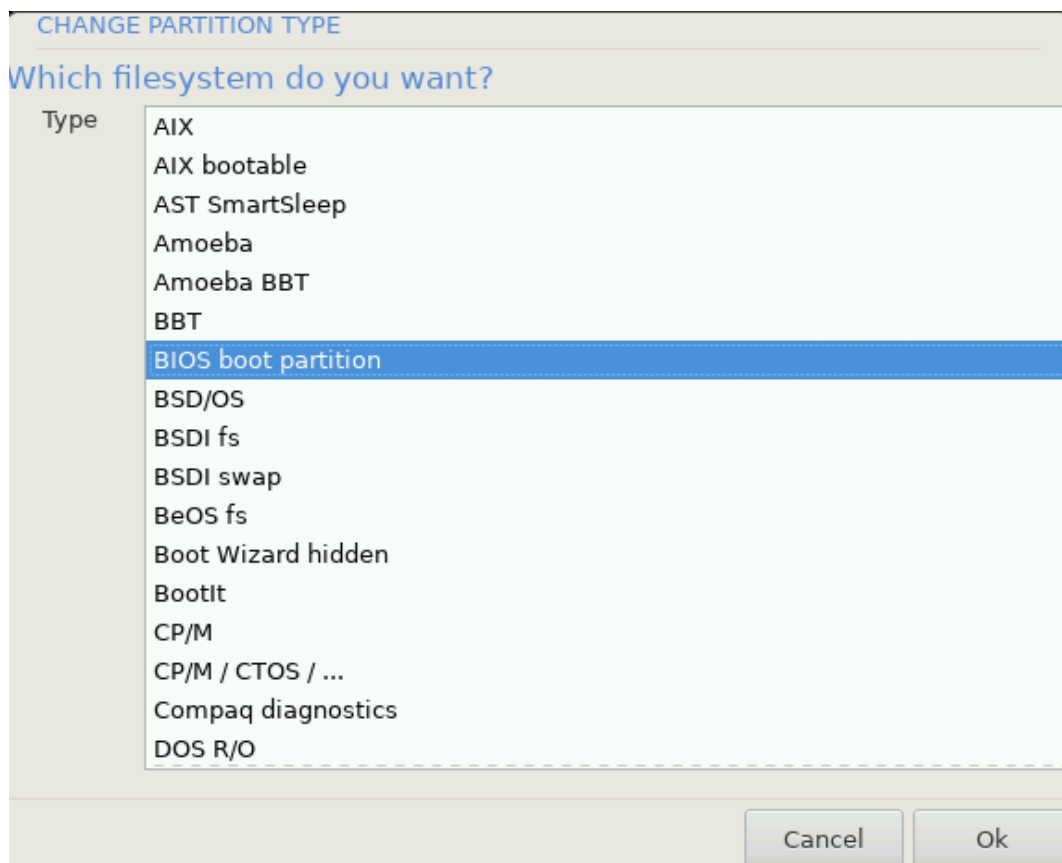 CHANGE PARTITION TYPE
Which filesystem do you want?
Type
AIX
AIX bootable
AST SmartSleep
Amoeba
Amoeba BBT
BBT
BIOS boot partition
BSD/OS
BSDI fs
BSDI swap
BeOS fs
Boot Wizard hidden
BootIt
CP/M
CP/M / CTOS / ...
Compaq diagnostics
DOS R/O
Cancel Ok